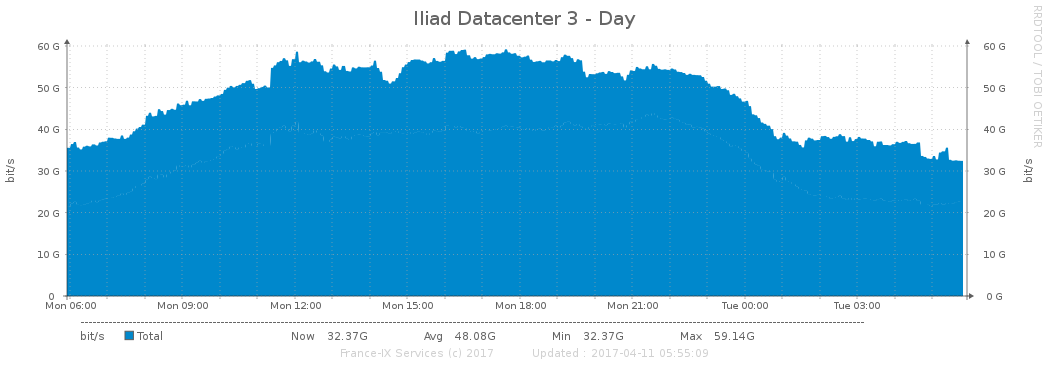 Iliad Datacenter 3 - Day
RRDTOOL / TOBI OETIKER
60 G 60 G
50 G 50 G
40 G 40 G
30 G 30 G
20 G 20 G
10 G 10 G
0 0 G
bit/s bit/s
Mon 06:00 Mon 09:00 Mon 12:00 Mon 15:00 Mon 18:00 Mon 21:00 Tue 00:00 Tue 03:00
bit/s Total Now 32.37G Avg 48.08G Min 32.37G Max 59.14G
France-IX Services (c) 2017 Updated : 2017-04-11 05:55:09